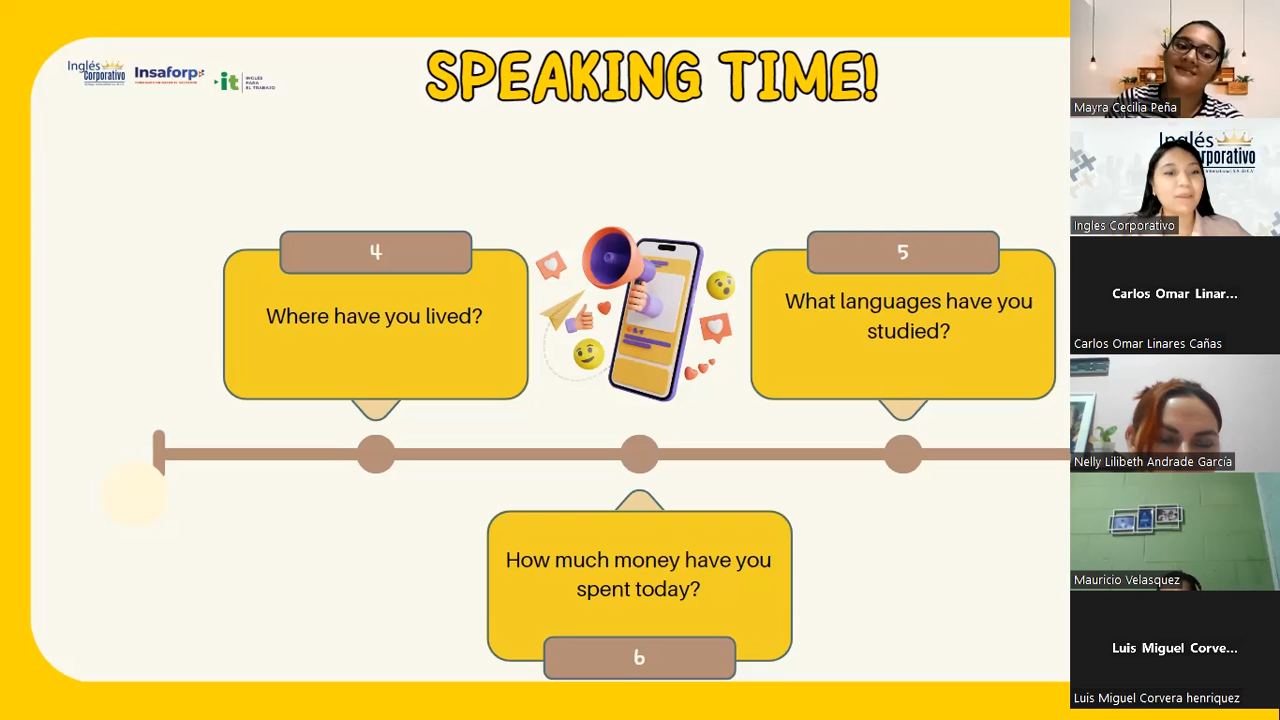 Inglés
Corporativo
Insaforp
it
INGLÉS
PARA
EL TRABAJO
SPEAKING TIME!
4
Where have you lived?
5
What languages have you
studied?
How much money have you
spent today?
6
Mayra Cecilia Peña
Inglés
rporativo
Ingles Corporativo
Carlos Omar Linar...
Carlos Omar Linares Cañas
Nelly Lilibeth Andrade García
Mauricio Velasquez
Luis Miguel Corve...
Luis Miguel Corvera henriquez